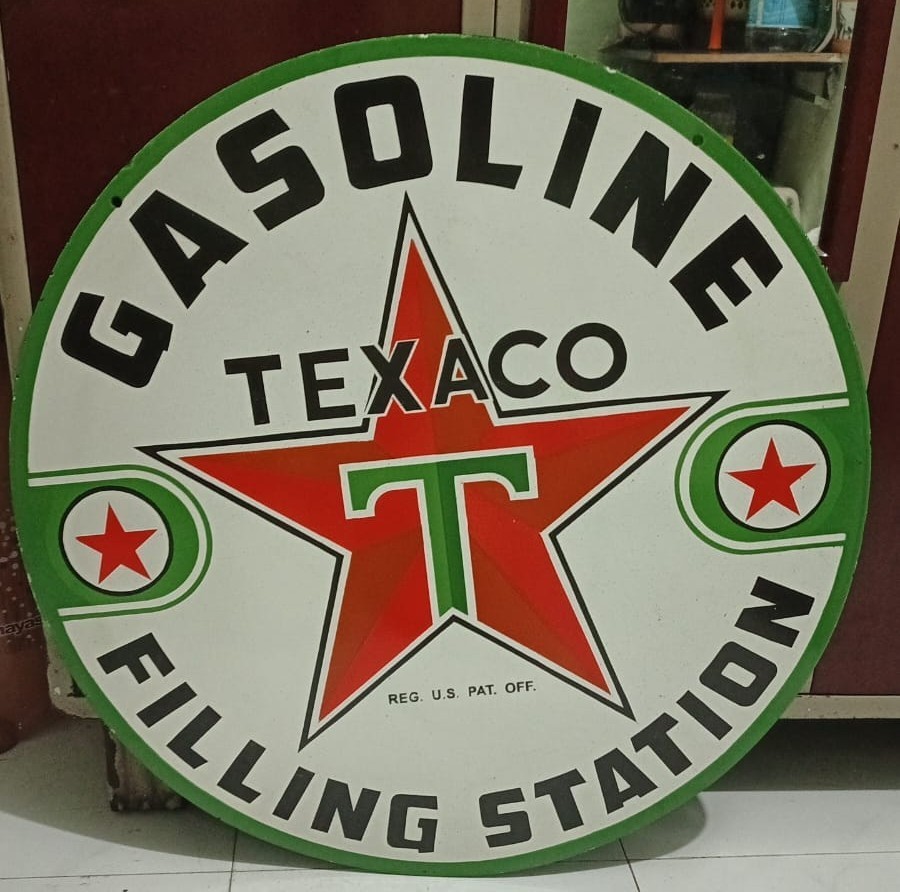 GASOLINE
TEXACO
T
REG. U.S. PAT. OFF.
FILLING STATION